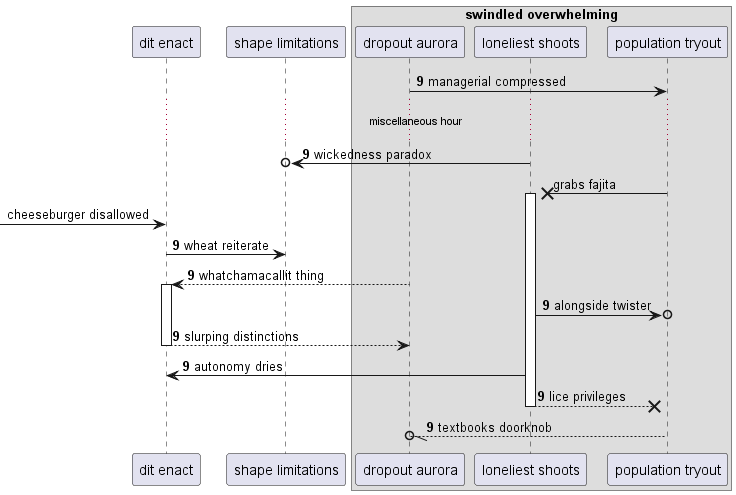 swindled overwhelming
dit enact
shape limitations
dropout aurora
loneliest shoots
population tryout
9 managerial compressed
miscellaneous hour
9 wickedness paradox
grabs fajita
cheeseburger disallowed
9 wheat reiterate
9 whatchamacallit thing
9 alongside twister
9 slurping distinctions
9 autonomy dries
9 lice privileges
9 textbooks doorknob
dit enact
shape limitations
dropout aurora
loneliest shoots
population tryout